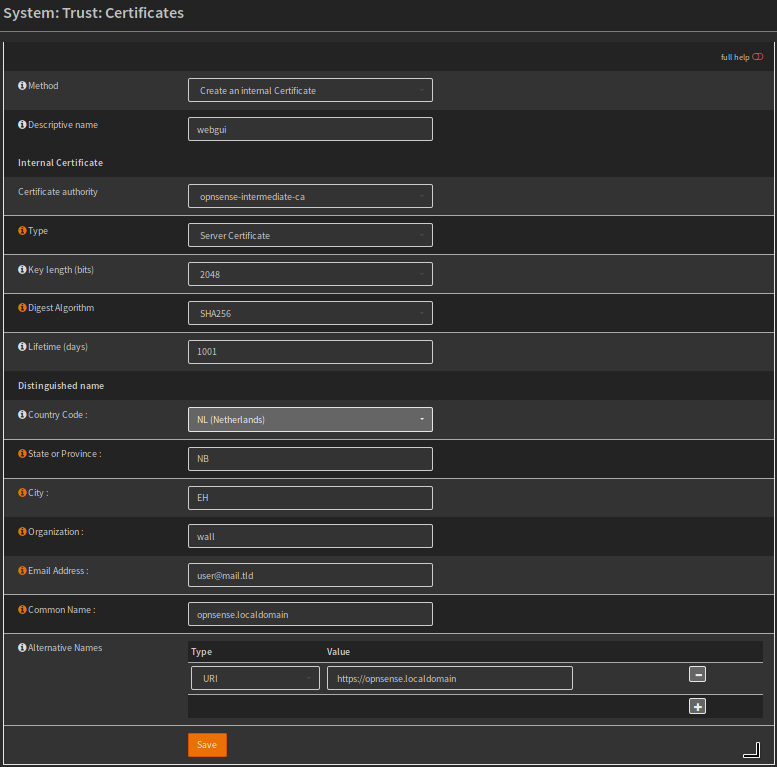 System: Trust: Certificates
full help
Method Create an internal Certificate
Descriptive name webgui
Internal Certificate
Certificate authority opnsense-intermediate-ca
Type Server Certificate
Key length (bits) 2048
Digest Algorithm SHA256
Lifetime (days) 1001
Distinguished name
Country Code : NL (Netherlands)
State or Province : NB
City : EH
Organization : wall
Email Address : user@mail.tld
Common Name : opnsense.localdomain
Alternative Names Type Value
URI https://opnsense.localdomain
Save